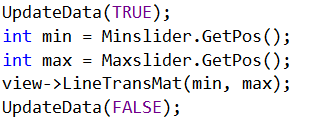 UpdateData(TRUE);
int min = Minslider.GetPos();
int max = Maxslider.GetPos();
view->LineTransMat(min, max);
UpdateData(FALSE);